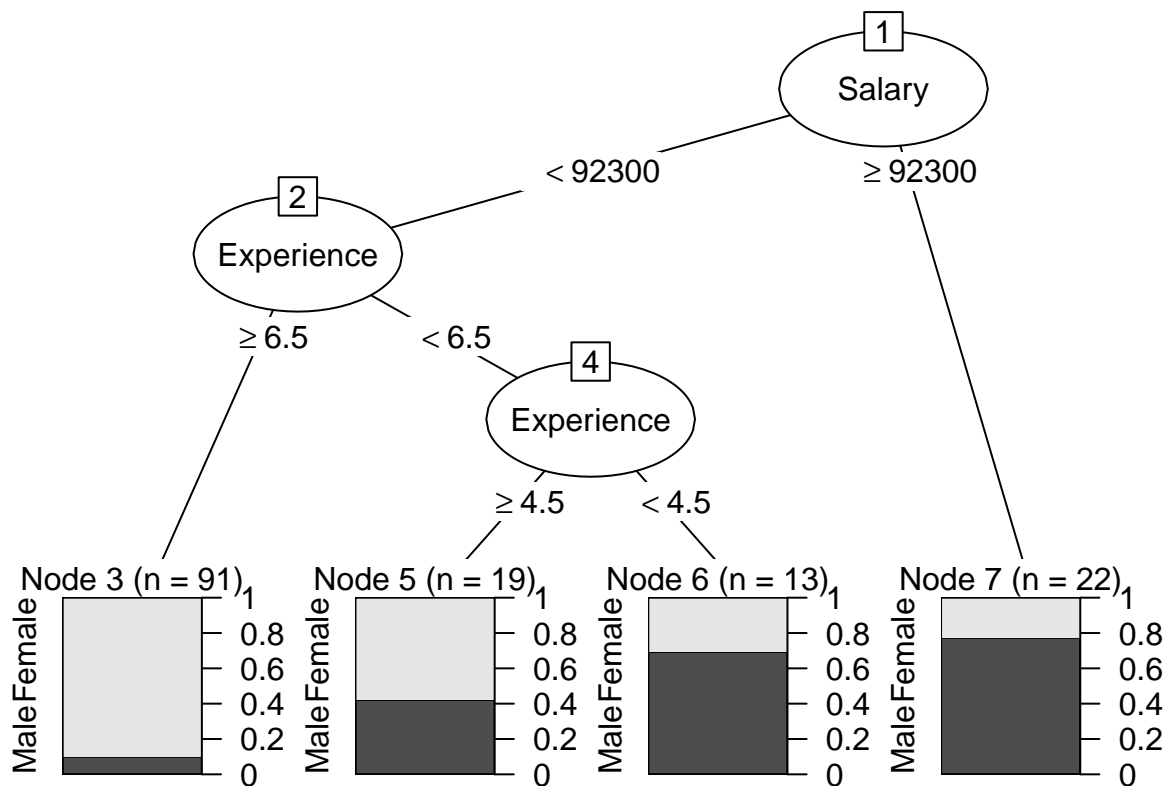 1
Salary
< 92300
≥ 92300
2
Experience
≥ 6.5
< 6.5
4
Experience
≥ 4.5
< 4.5
Node 3 (n = 91)
Male
Female
1
0.8
0.6
0.4
0.2
0
Node 5 (n = 19)
Male
Female
1
0.8
0.6
0.4
0.2
0
Node 6 (n = 13)
Male
Female
1
0.8
0.6
0.4
0.2
0
Node 7 (n = 22)
Male
Female
1
0.8
0.6
0.4
0.2
0